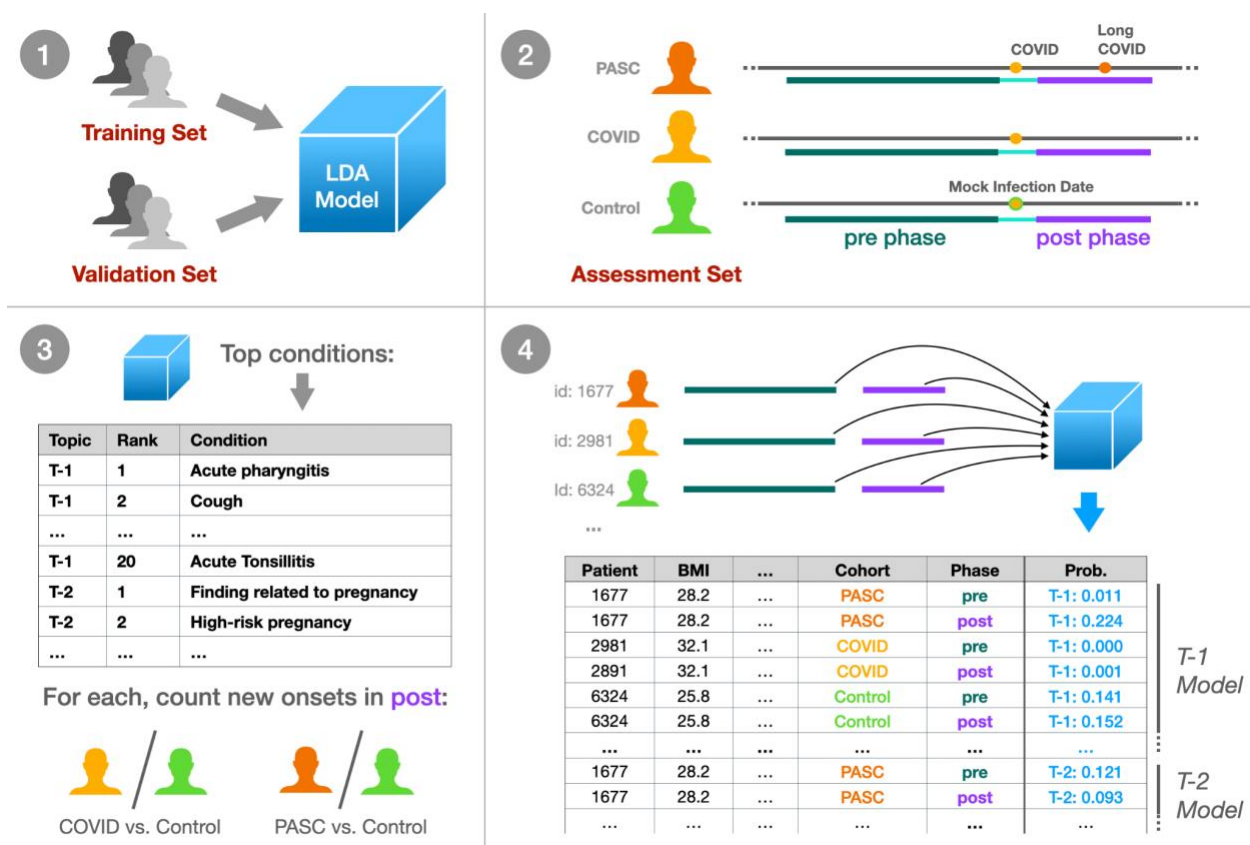 1
Training Set
Validation Set
LDA
Model
2
PASC
COVID
Long
COVID
COVID
Control
Mock Infection Date
pre phase
post phase
Assessment Set
3
Top conditions:
Topic Rank Condition
T-1 1 Acute pharyngitis
T-1 2 Cough
... ... ...
T-1 20 Acute Tonsillitis
T-2 1 Finding related to pregnancy
T-2 2 High-risk pregnancy
... ... ...
For each, count new onsets in post:
COVID vs. Control
PASC vs. Control
4
id: 1677
id: 2981
Id: 6324
...
Patient BMI ... Cohort Phase Prob.
1677 28.2 ... PASC pre T-1: 0.011
1677 28.2 ... PASC post T-1: 0.224
2981 32.1 ... COVID pre T-1: 0.000
2891 32.1 ... COVID post T-1: 0.001
6324 25.8 ... Control pre T-1: 0.141
6324 25.8 ... Control post T-1: 0.152
... ... ... ... ... ...
1677 28.2 ... PASC pre T-2: 0.121
1677 28.2 ... PASC post T-2: 0.093
... ... ... ... ...
T-1
Model
T-2
Model